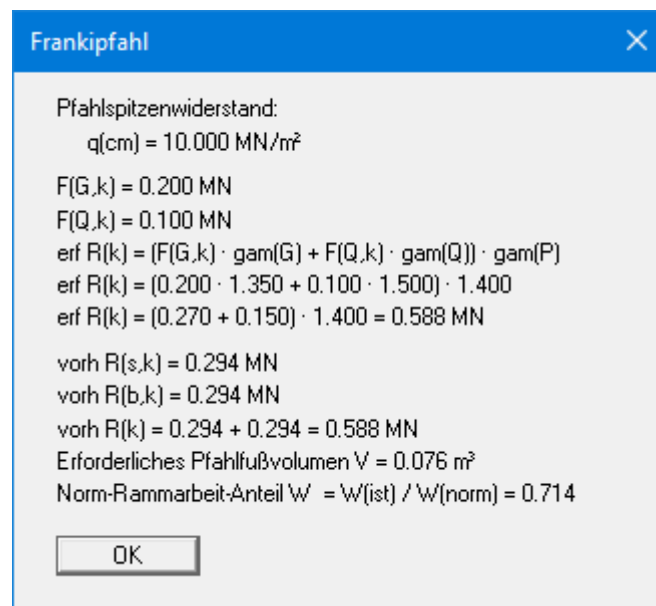 Frankipfahl
Pfahlspitzenwiderstand:
q(cm) = 10.000 MN/m²
F(G,k) = 0.200 MN
F(Q,k) = 0.100 MN
erf R(k) = (F(G,k) · gam(G) + F(Q,k) · gam(Q)) · gam(P)
erf R(k) = (0.200 · 1.350 + 0.100 · 1.500) · 1.400
erf R(k) = (0.270 + 0.150) · 1.400 = 0.588 MN
vorh R(s,k) = 0.294 MN
vorh R(b,k) = 0.294 MN
vorh R(k) = 0.294 + 0.294 = 0.588 MN
Erforderliches Pfahlfußvolumen V = 0.076 m³
Norm-Rammarbeit-Anteil W' = W(ist) / W(norm) = 0.714
OK